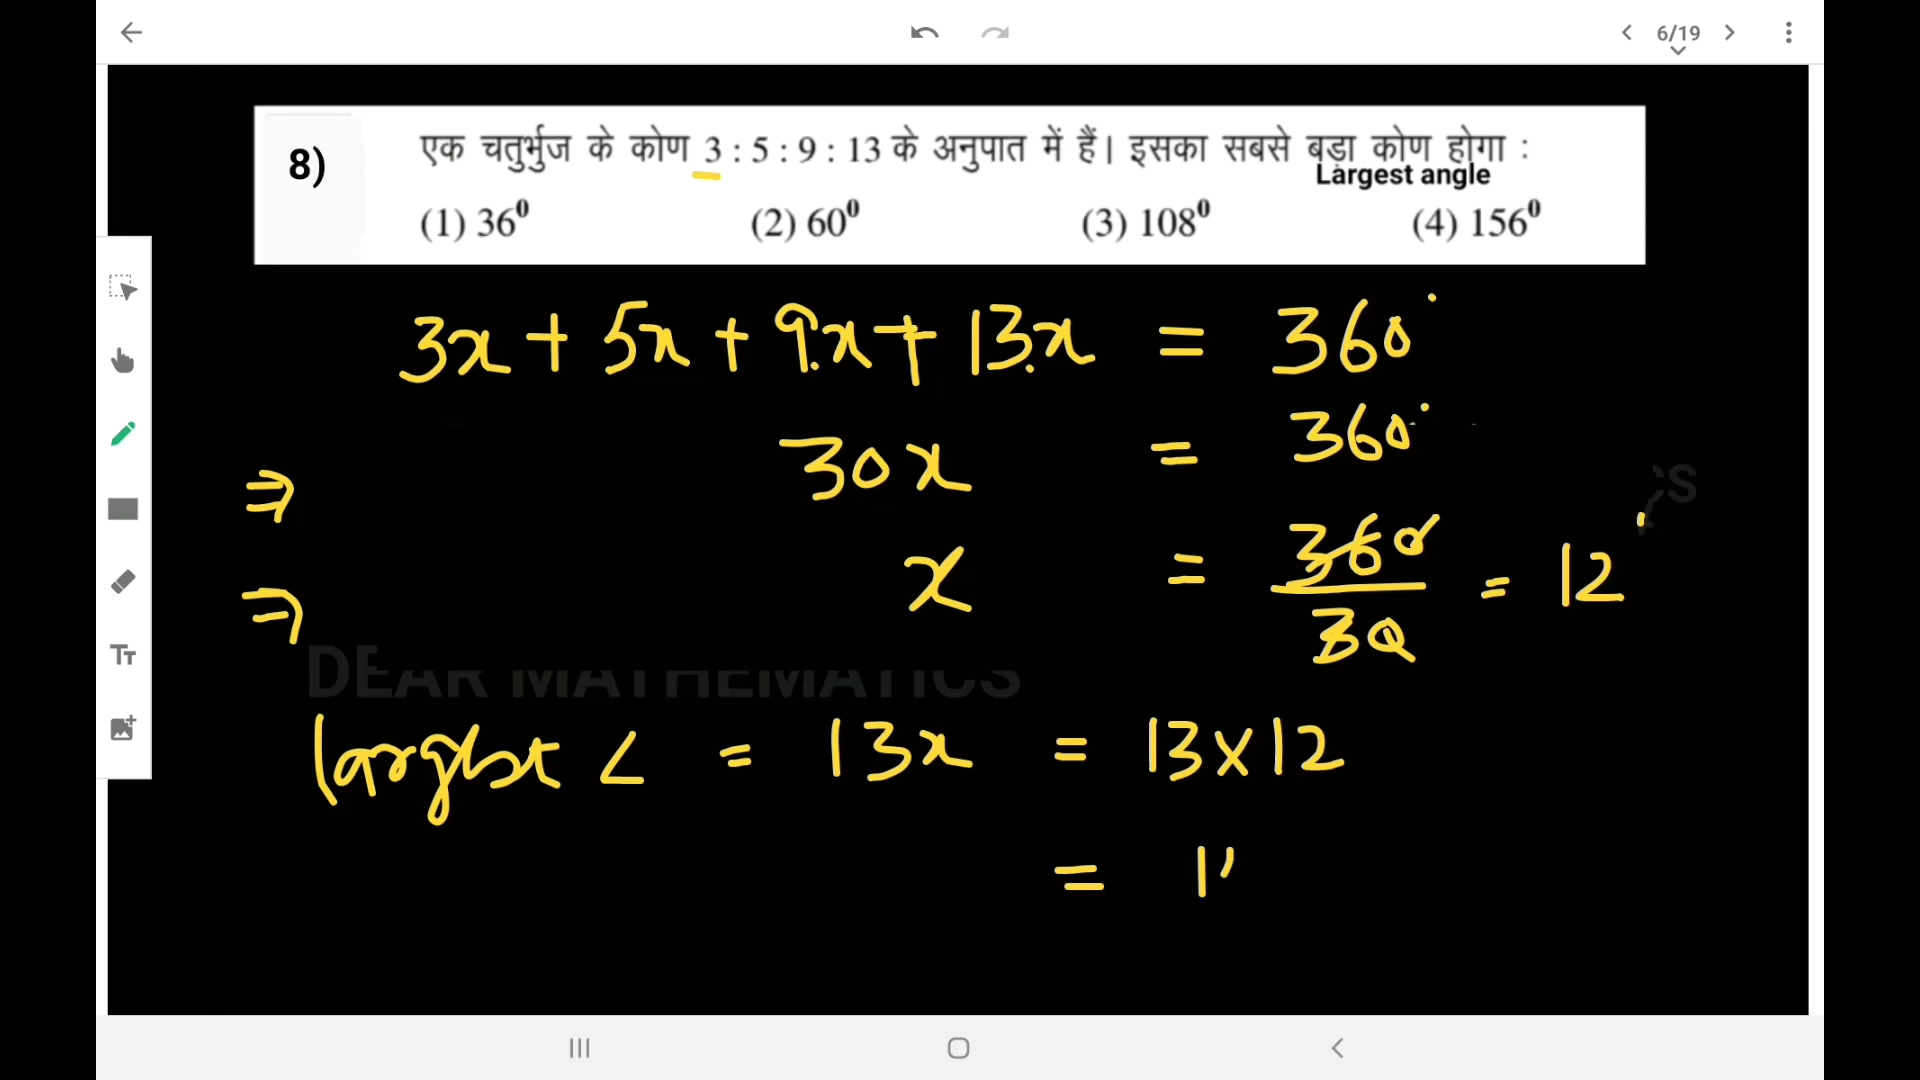 6/19
8) एक चतुर्भुज के कोण 3 : 5 : 9 : 13 के अनुपात में हैं। इसका सबसे बड़ा कोण होगा :
Largest angle
(1) 36⁰ (2) 60⁰ (3) 108⁰ (4) 156⁰
3x + 5x + 9x + 13x = 360°
⇒ 30x = 360°
⇒ x = 360/30 = 12°
DEAR MATHEMATICS
largest ∠ = 13x = 13×12
= 1